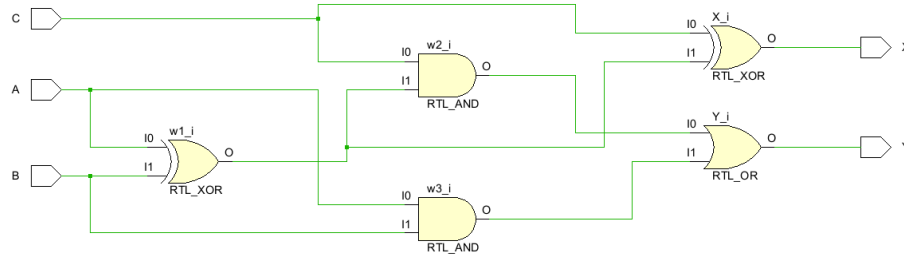 C
A
B
w1_i
I0
I1
O
RTL_XOR
w2_i
I0
I1
O
RTL_AND
w3_i
I0
I1
O
RTL_AND
X_i
I0
I1
O
RTL_XOR
Y_i
I0
I1
O
RTL_OR